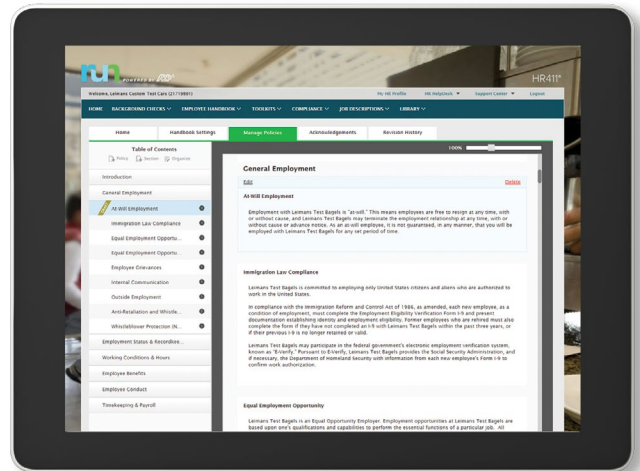 run
POWERED BY ADP
HR411®
Welcome, Leimans Custom Test Cars (21710801)
My HR Profile HR HelpDesk Support Center Logout
HOME BACKGROUND CHECKS EMPLOYEE HANDBOOK TOOLKITS COMPLIANCE JOB DESCRIPTIONS LIBRARY
Home Handbook Settings Manage Policies Acknowledgements Revision History
100%
Table of Contents
Policy Section Organize
Introduction
General Employment
At-Will Employment
Immigration Law Compliance
Equal Employment Opportu...
Equal Employment Opportu...
Employee Grievances
Internal Communication
Outside Employment
Anti-Retaliation and Whistle...
Whistleblower Protection (N...
Employment Status & Recordkee...
Working Conditions & Hours
Employee Benefits
Employee Conduct
Timekeeping & Payroll
General Employment
Edit Delete
At-Will Employment
Employment with Leimans Test Bagels is "at-will." This means employees are free to resign at any time, with
or without cause, and Leimans Test Bagels may terminate the employment relationship at any time, with or
without cause or advance notice. As an at-will employee, it is not guaranteed, in any manner, that you will be
employed with Leimans Test Bagels for any set period of time.
Immigration Law Compliance
Leimans Test Bagels is committed to employing only United States citizens and aliens who are authorized to
work in the United States.
In compliance with the Immigration Reform and Control Act of 1986, as amended, each new employee, as a
condition of employment, must complete the Employment Eligibility Verification Form I-9 and present
documentation establishing identity and employment eligibility. Former employees who are rehired must also
complete the form if they have not completed an I-9 with Leimans Test Bagels within the past three years, or
if their previous I-9 is no longer retained or valid.
Leimans Test Bagels may participate in the federal government's electronic employment verification system,
known as "E-Verify." Pursuant to E-Verify, Leimans Test Bagels provides the Social Security Administration, and
if necessary, the Department of Homeland Security with information from each new employee's Form I-9 to
confirm work authorization.
Equal Employment Opportunity
Leimans Test Bagels is an Equal Opportunity Employer. Employment opportunities at Leimans Test Bagels are
based upon one's qualifications and capabilities to perform the essential functions of a particular job. All